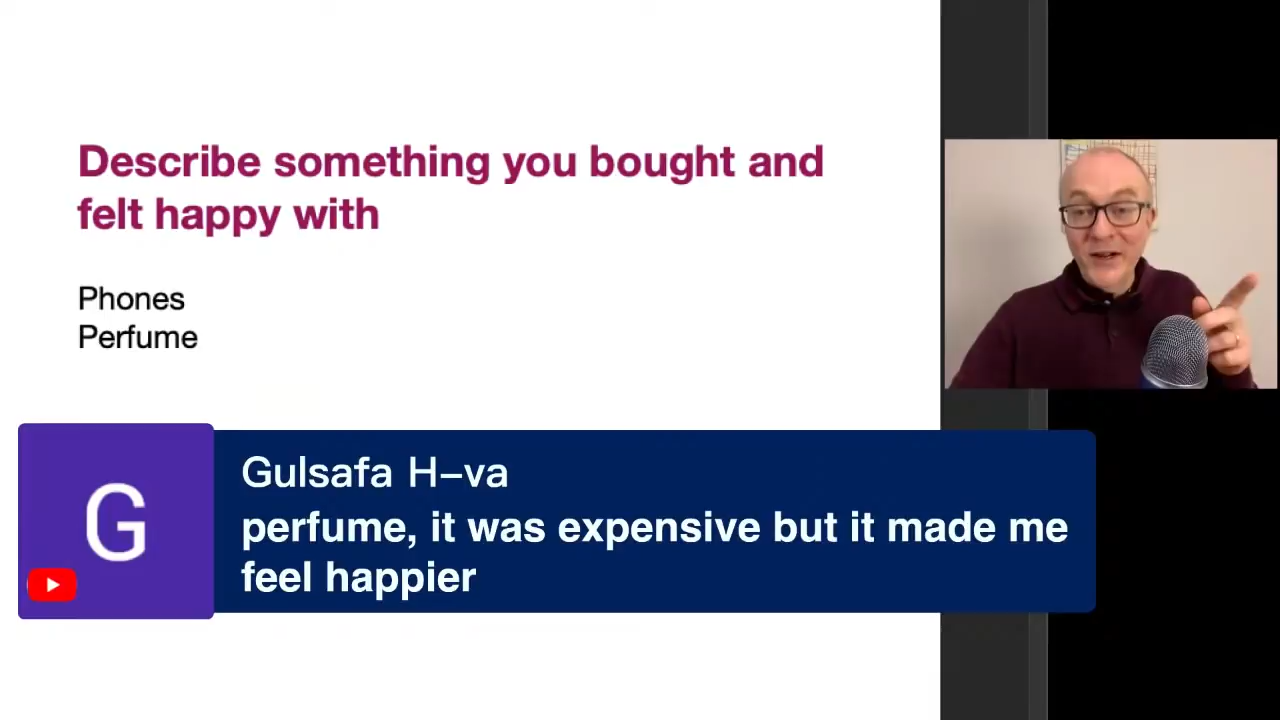 Describe something you bought and
felt happy with
Phones
Perfume
G
Gulsafa H–va
perfume, it was expensive but it made me
feel happier